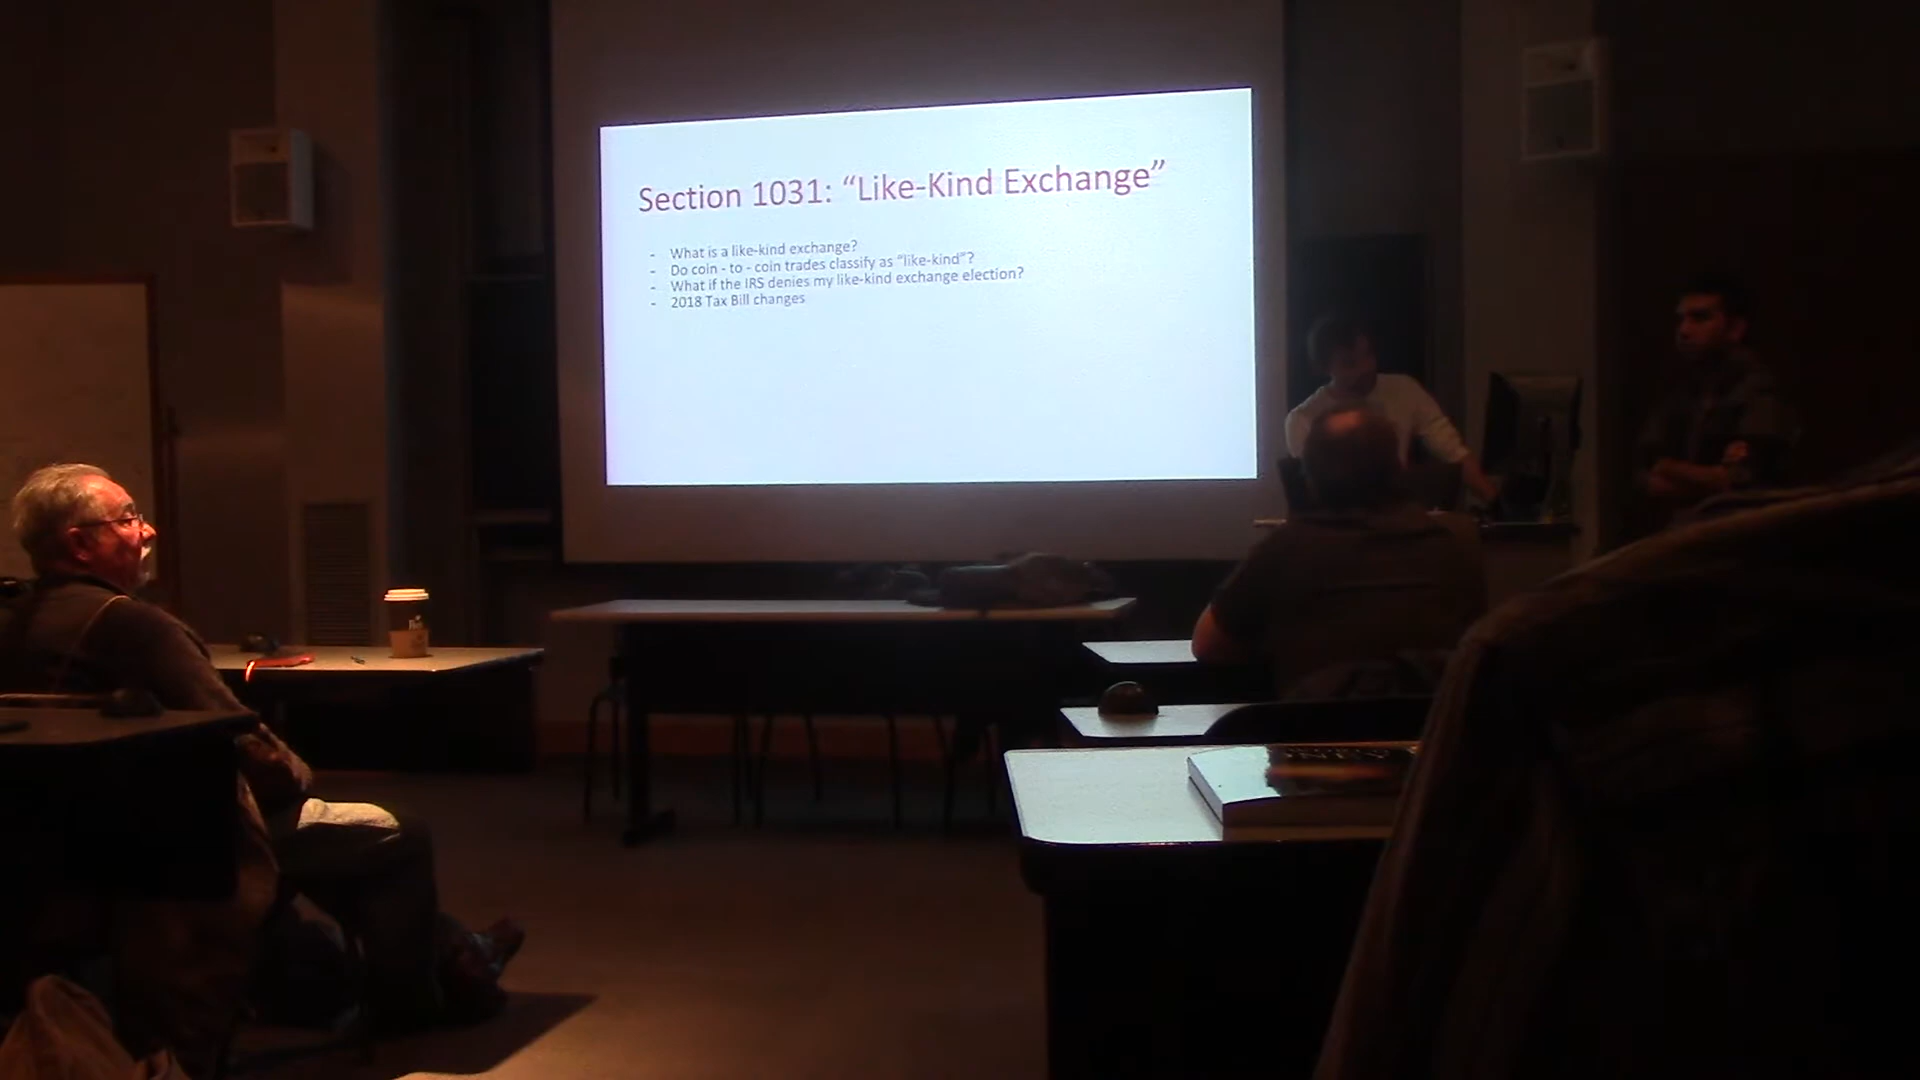 Section 1031: “Like-Kind Exchange”
- What is a like-kind exchange?
- Do coin - to - coin trades classify as “like-kind”?
- What if the IRS denies my like-kind exchange election?
- 2018 Tax Bill changes